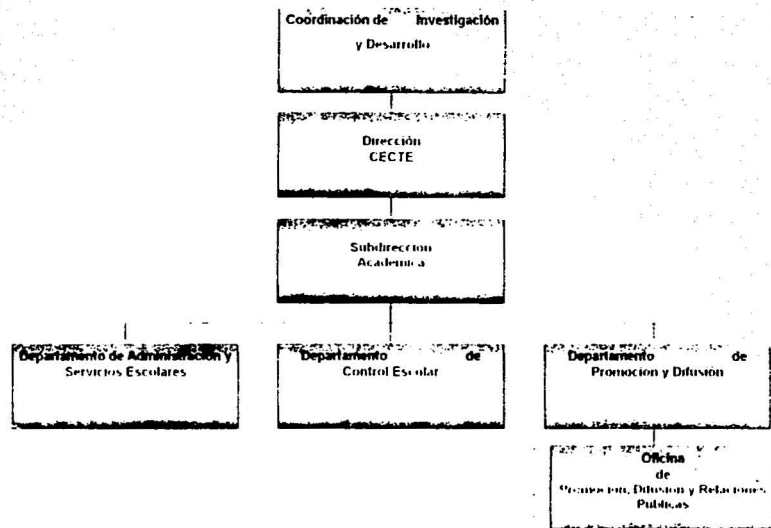 Coordinación de Investigación
y Desarrollo
Dirección
CECTE
Subdireccion
Academica
Departamento de Administracion y
Servicios Escolares
Departamento de
Control Escolar
Departamento de
Promocion y Difusión
Oficina
de
Promocion, Difusion y Relaciones
Publicas